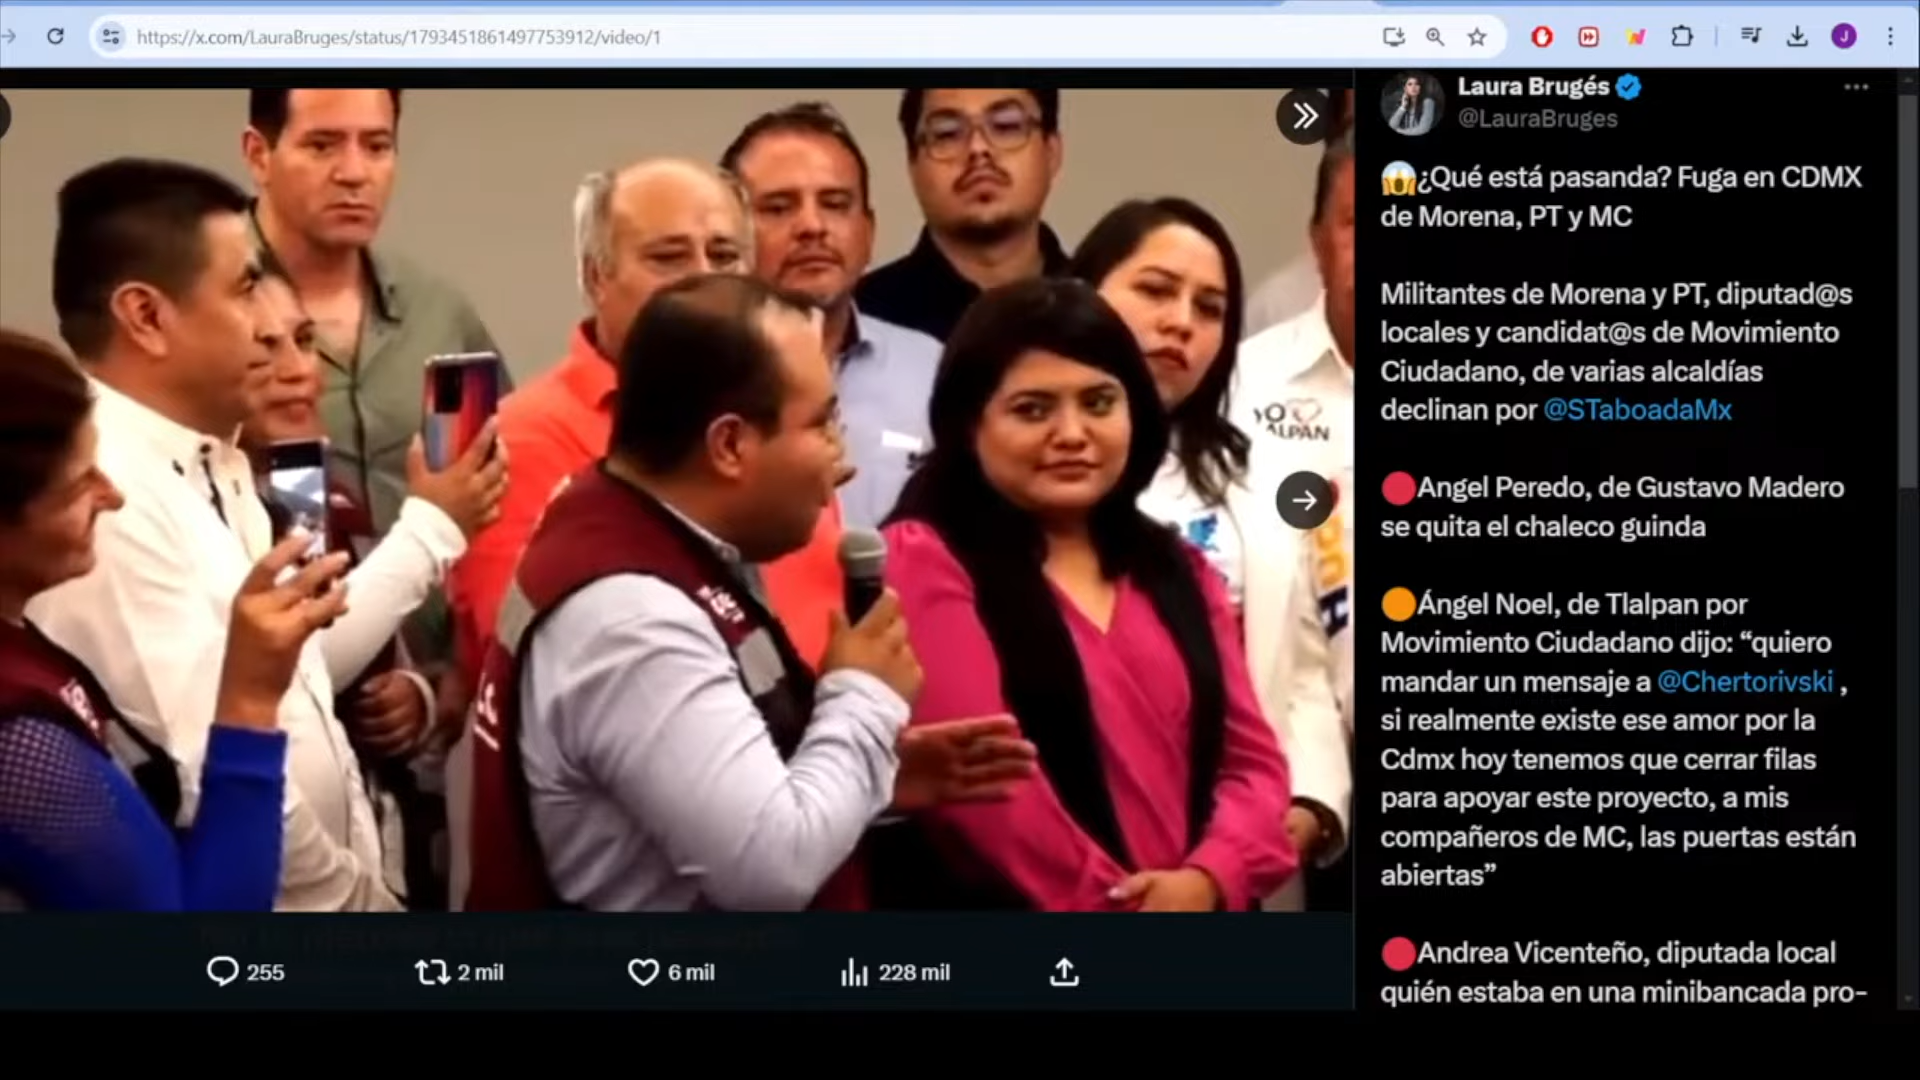 https://x.com/LauraBruges/status/1793451861497753912/video/1
J
Laura Brugés
@LauraBruges
😱¿Qué está pasanda? Fuga en CDMX
de Morena, PT y MC
Militantes de Morena y PT, diputad@s
locales y candidat@s de Movimiento
Ciudadano, de varias alcaldías
declinan por @STaboadaMx
🔴Angel Peredo, de Gustavo Madero
se quita el chaleco guinda
🟠Ángel Noel, de Tlalpan por
Movimiento Ciudadano dijo: “quiero
mandar un mensaje a @Chertorivski ,
si realmente existe ese amor por la
Cdmx hoy tenemos que cerrar filas
para apoyar este proyecto, a mis
compañeros de MC, las puertas están
abiertas”
🔴Andrea Vicenteño, diputada local
quién estaba en una minibancada pro-
YO
ALPAN
255
2 mil
6 mil
228 mil